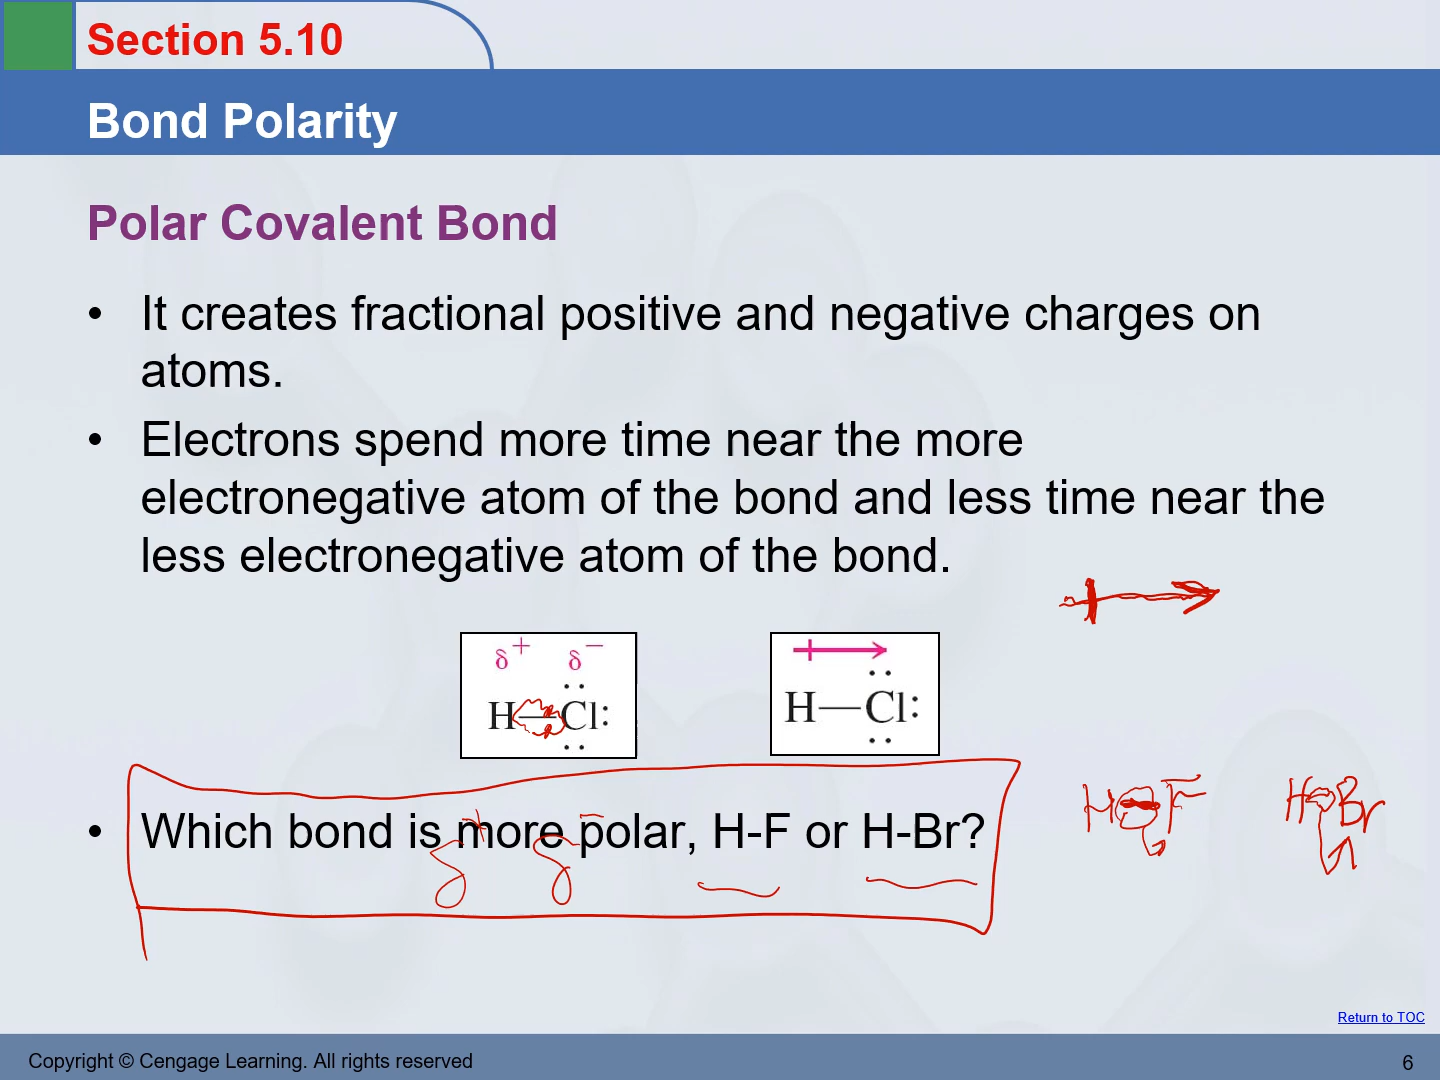 Section 5.10
Bond Polarity
Polar Covalent Bond
• It creates fractional positive and negative charges on
atoms.
• Electrons spend more time near the more
electronegative atom of the bond and less time near the
less electronegative atom of the bond.
δ+ δ−
H—Cl:
H—Cl:
• Which bond is more polar, H-F or H-Br?
δ+ δ−
H-F
H-Br
Return to TOC
Copyright © Cengage Learning. All rights reserved
6